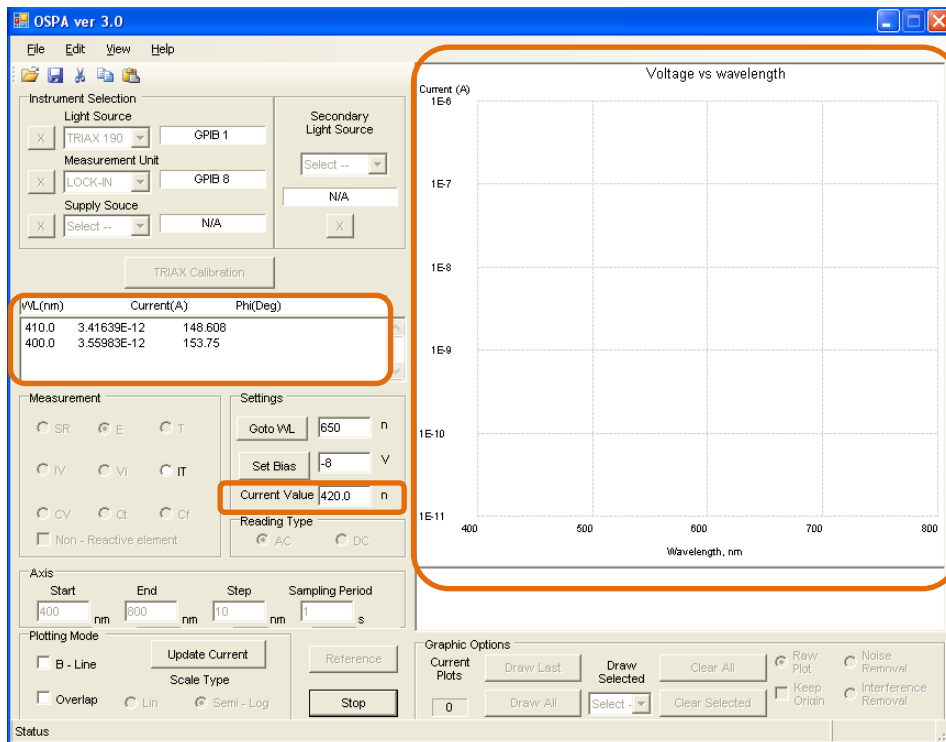 OSPA ver 3.0
File Edit View Help
Instrument Selection
Light Source
X TRIAX 190 GPIB 1
Measurement Unit
X LOCK-IN GPIB 8
Supply Souce
X Select -- N/A
Secondary
Light Source
Select --
N/A
X
TRIAX Calibration
WL(nm) Current(A) Phi(Deg)
410.0 3.41639E-12 148.608
400.0 3.55983E-12 153.75
Measurement
SR E T
IV VI IT
CV Ct Cf
Non - Reactive element
Settings
Goto WL 650 n
Set Bias -8 V
Current Value 420.0 n
Reading Type
AC DC
Axis
Start End Step Sampling Period
400 nm 800 nm 10 nm 1 s
Plotting Mode
B - Line Update Current
Scale Type
Overlap Lin Semi - Log
Reference
Stop
Voltage vs wavelength
Current (A)
1E-6
1E-7
1E-8
1E-9
1E-10
1E-11
400 500 600 700 800
Wavelength, nm
Graphic Options
Current
Plots
0
Draw Last
Draw All
Draw
Selected
Select -
Clear All
Clear Selected
Raw
Plot
Keep
Origin
Noise
Removal
Interference
Removal
Status